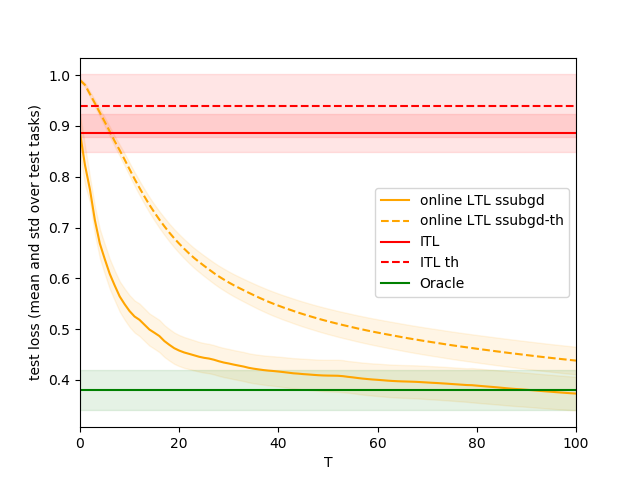 test loss (mean and std over test tasks)
1.0
0.9
0.8
0.7
0.6
0.5
0.4
online LTL ssubgd
online LTL ssubgd-th
ITL
ITL th
Oracle
0 20 40 60 80 100
T